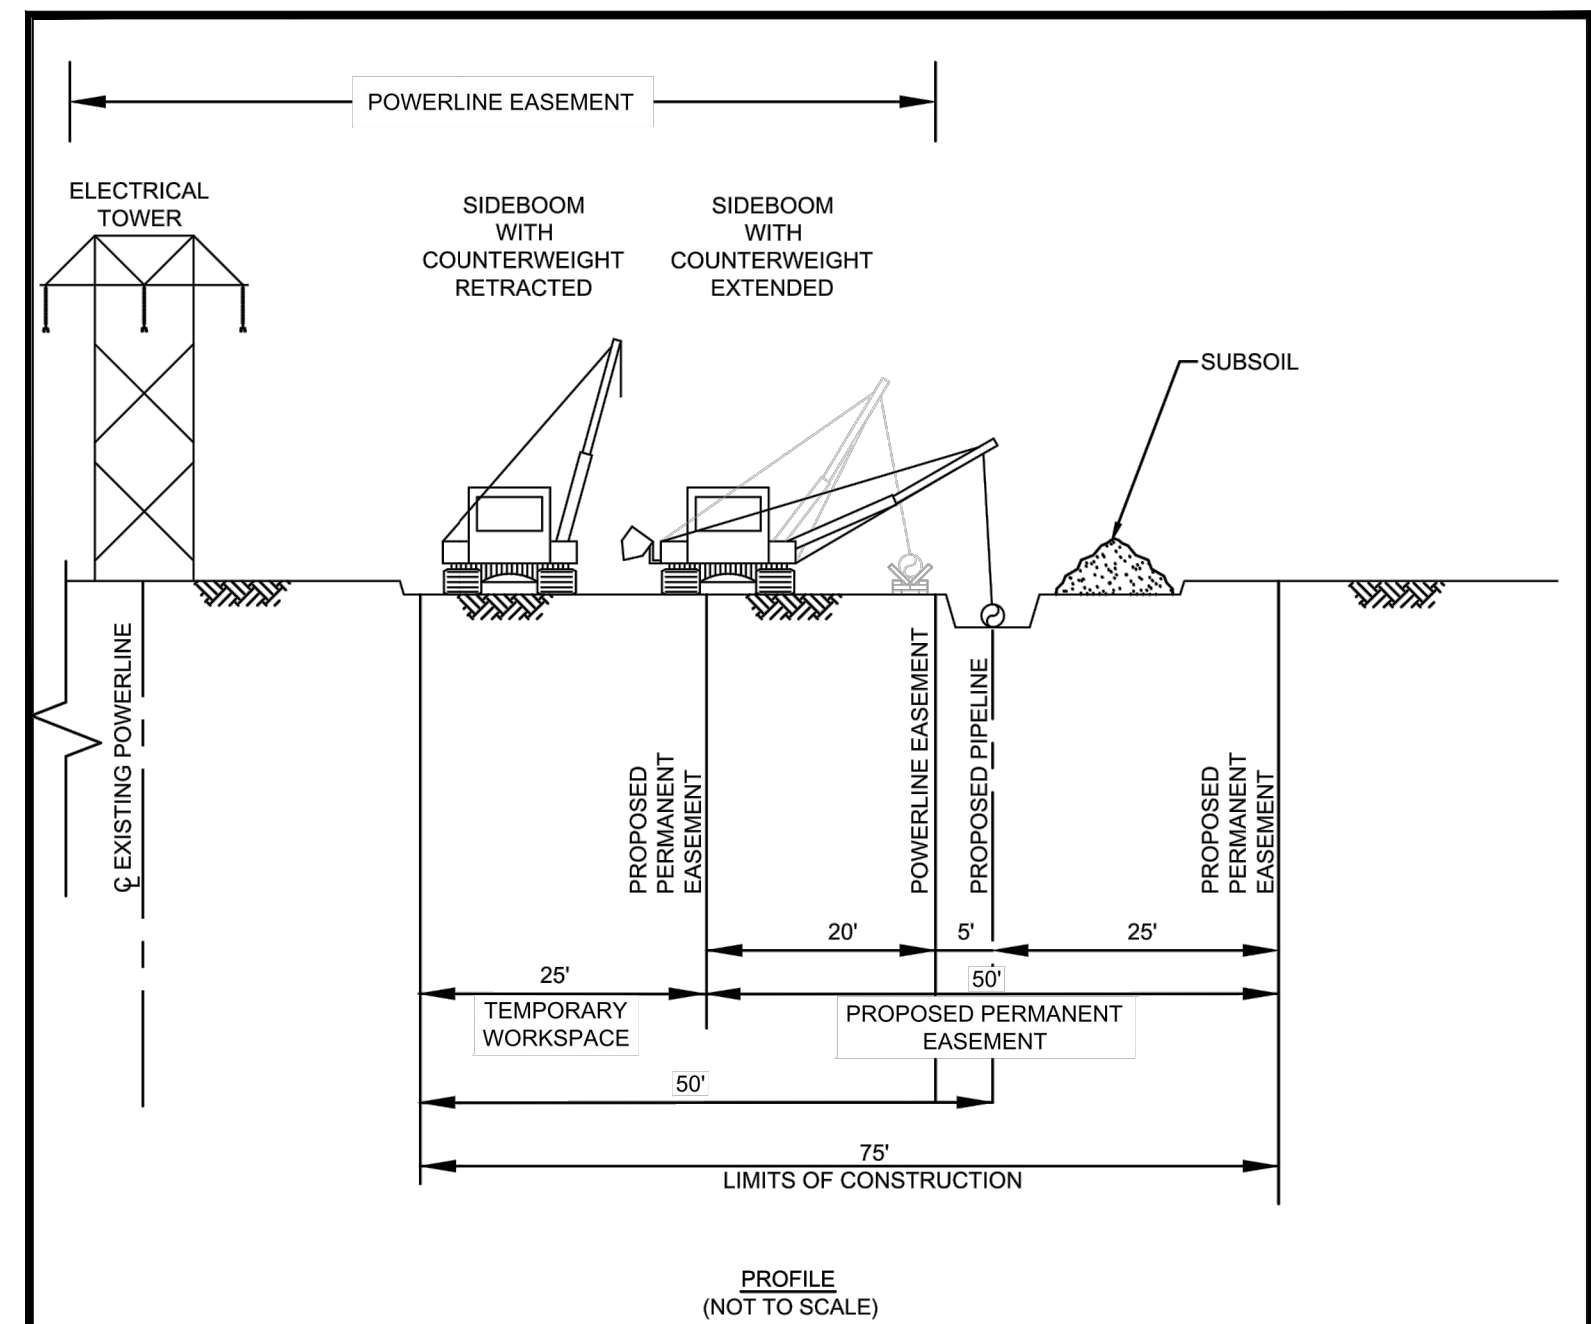 POWERLINE EASEMENT
ELECTRICAL
TOWER
SIDEBOOM
WITH
COUNTERWEIGHT
RETRACTED
SIDEBOOM
WITH
COUNTERWEIGHT
EXTENDED
SUBSOIL
℄ EXISTING POWERLINE
PROPOSED
PERMANENT
EASEMENT
POWERLINE EASEMENT
PROPOSED PIPELINE
PROPOSED
PERMANENT
EASEMENT
20'
5'
25'
25'
50'
TEMPORARY
WORKSPACE
PROPOSED PERMANENT
EASEMENT
50'
75'
LIMITS OF CONSTRUCTION
PROFILE
(NOT TO SCALE)